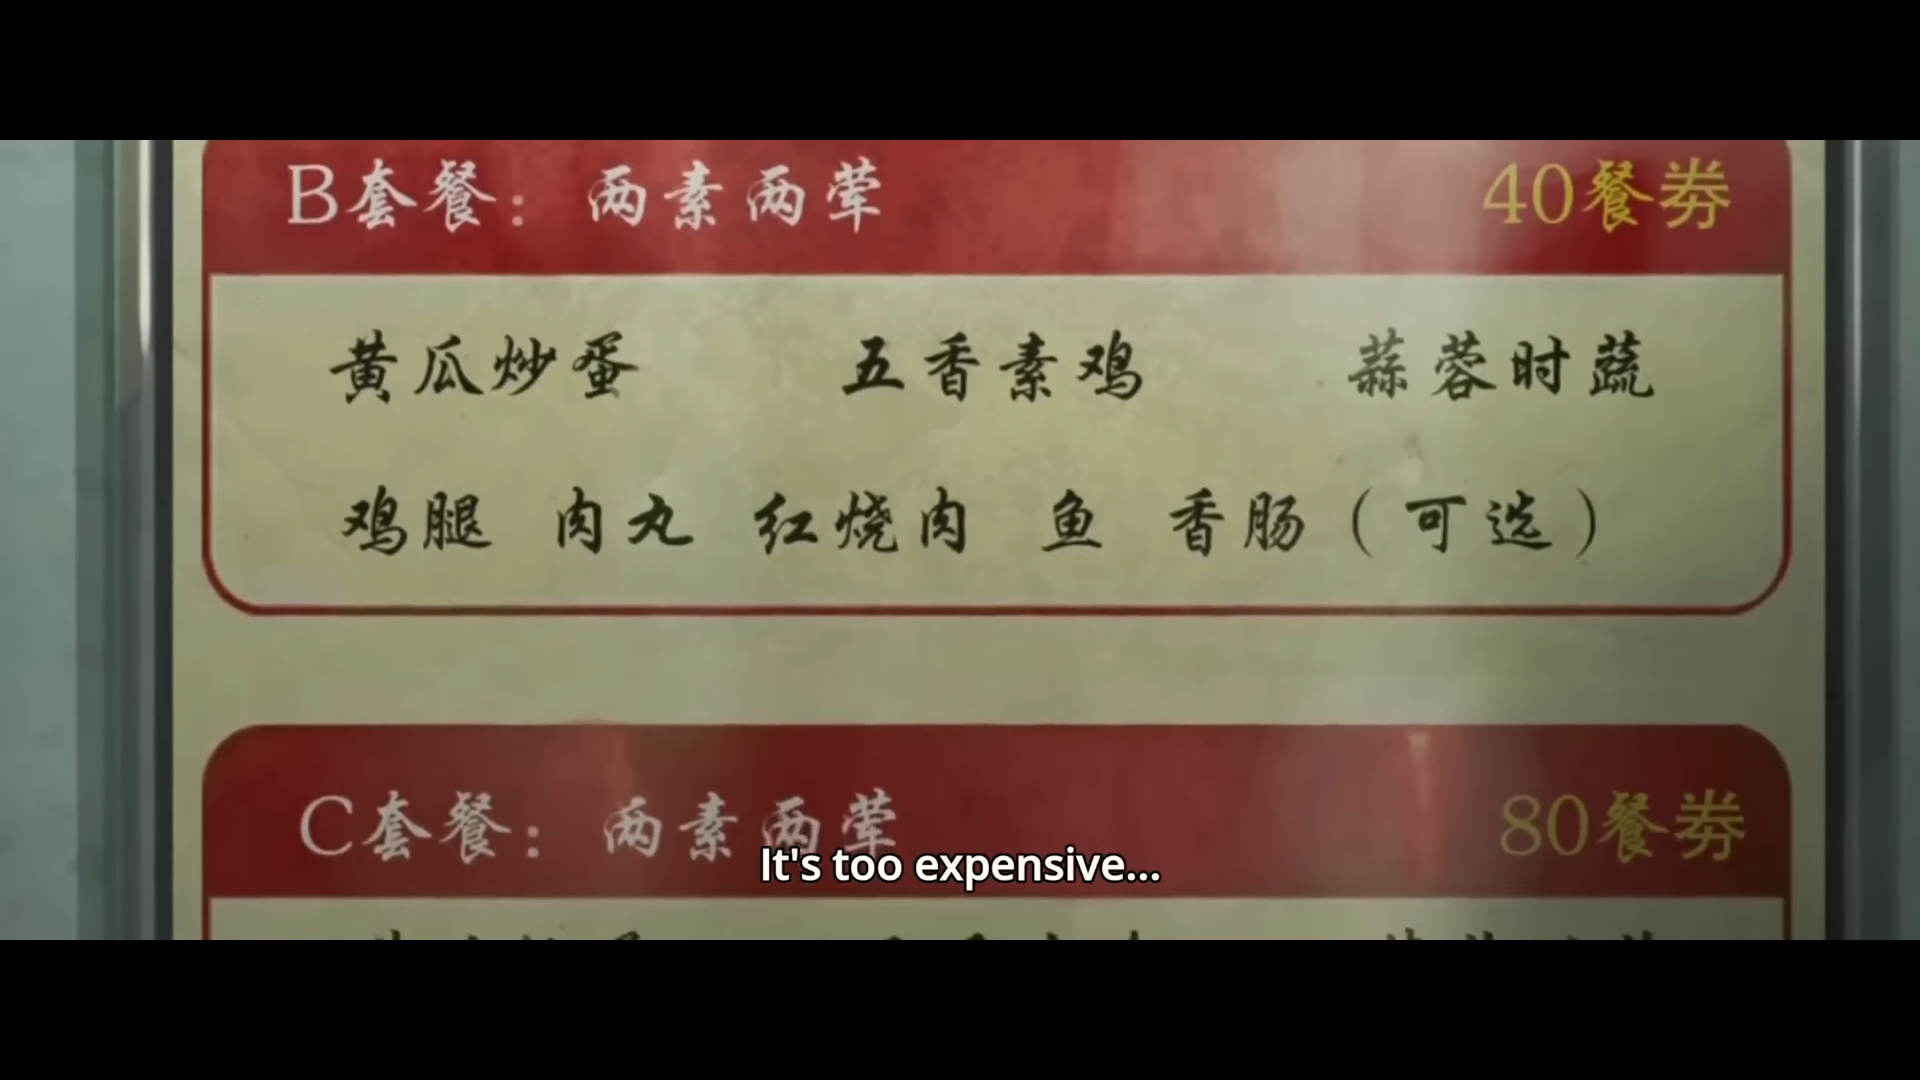 B套餐：两素两荤 40餐券
黄瓜炒蛋 五香素鸡 蒜蓉时蔬
鸡腿 肉丸 红烧肉 鱼 香肠（可选）
C套餐：两素两荤 80餐券
It's too expensive...